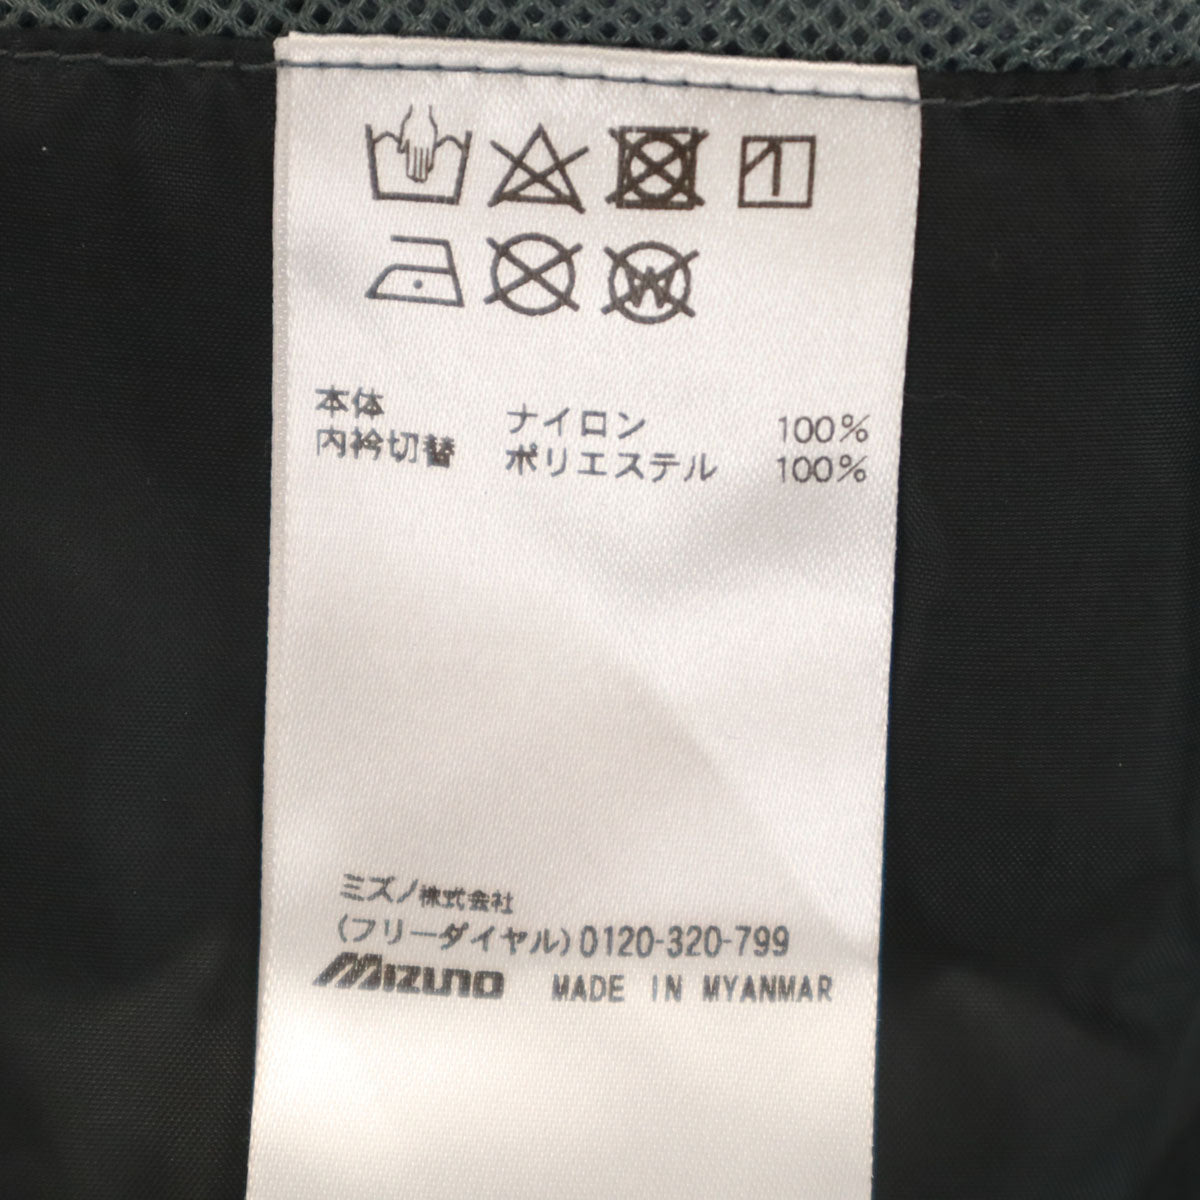 W
本体 ナイロン 100%
内衿切替 ポリエステル 100%
ミズノ株式会社
(フリーダイヤル)0120-320-799
MIZUNO MADE IN MYANMAR